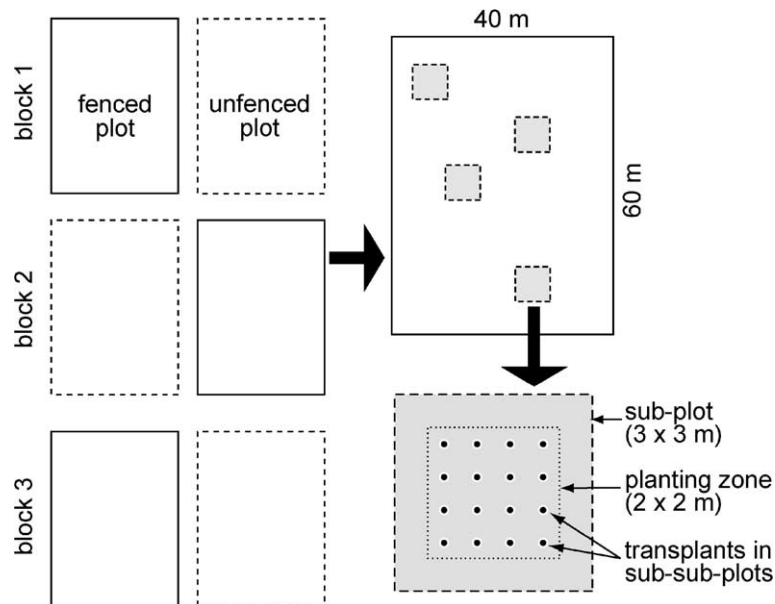 block 1
fenced
plot
unfenced
plot
block 2
block 3
40 m
60 m
sub-plot
(3 x 3 m)
planting zone
(2 x 2 m)
transplants in
sub-sub-plots